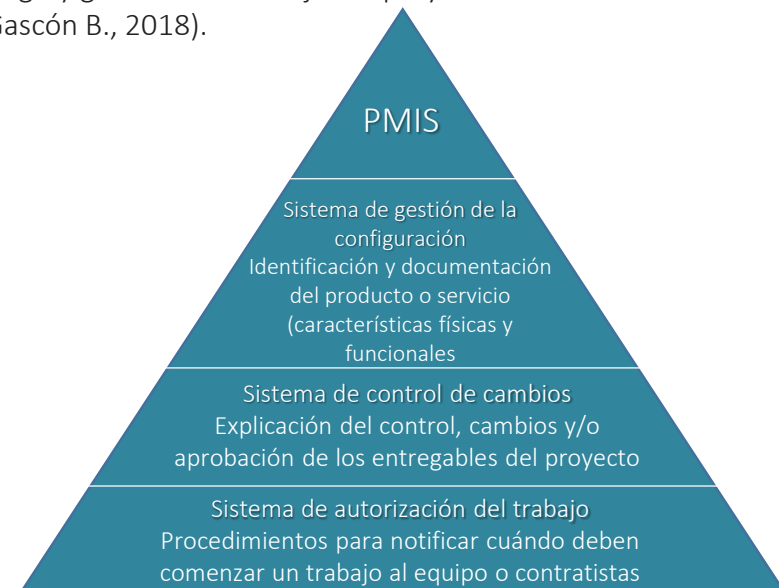 Gascón B., 2018).
PMIS
Sistema de gestión de la
configuración
Identificación y documentación
del producto o servicio
(características físicas y
funcionales
Sistema de control de cambios
Explicación del control, cambios y/o
aprobación de los entregables del proyecto
Sistema de autorización del trabajo
Procedimientos para notificar cuándo deben
comenzar un trabajo al equipo o contratistas